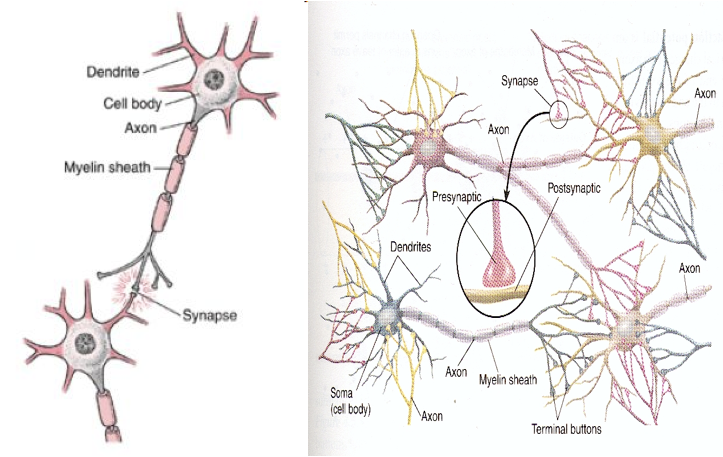 Dendrite
Cell body
Axon
Myelin sheath
Synapse
Synapse
Axon
Axon
Presynaptic
Postsynaptic
Dendrites
Axon
Axon
Myelin sheath
Soma
(cell body)
Axon
Terminal buttons